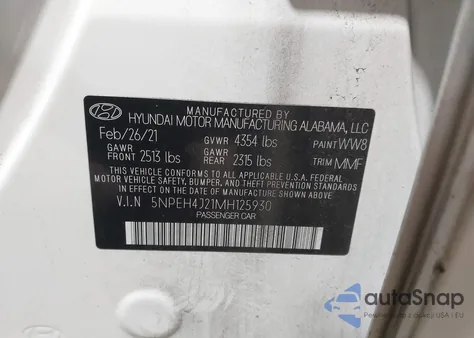 MANUFACTURED BY
HYUNDAI MOTOR MANUFACTURING ALABAMA, LLC
Feb/26/21
GVWR 4354 lbs
PAINT WW8
GAWR FRONT 2513 lbs
GAWR REAR 2315 lbs
TRIM MMF
THIS VEHICLE CONFORMS TO ALL APPLICABLE U.S.A. FEDERAL
MOTOR VEHICLE SAFETY, BUMPER, AND THEFT PREVENTION
STANDARDS IN EFFECT ON THE DATE OF MANUFACTURE SHOWN ABOVE.
V.I.N 5NPEH4J21MH125930
PASSENGER CAR
autoSnap